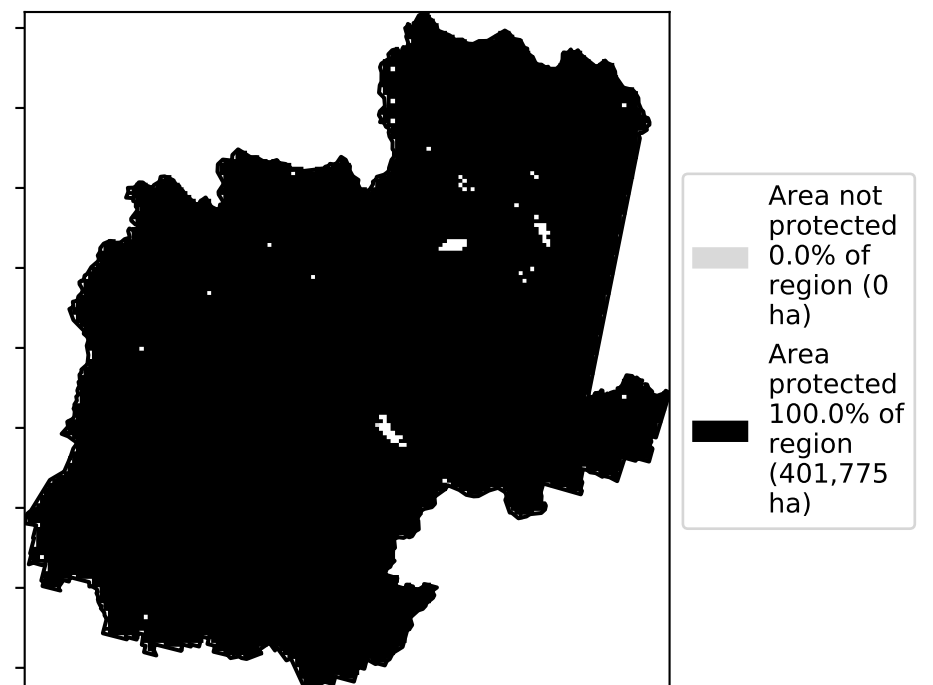 Area not
protected
0.0% of
region (0
ha)
Area
protected
100.0% of
region
(401,775
ha)